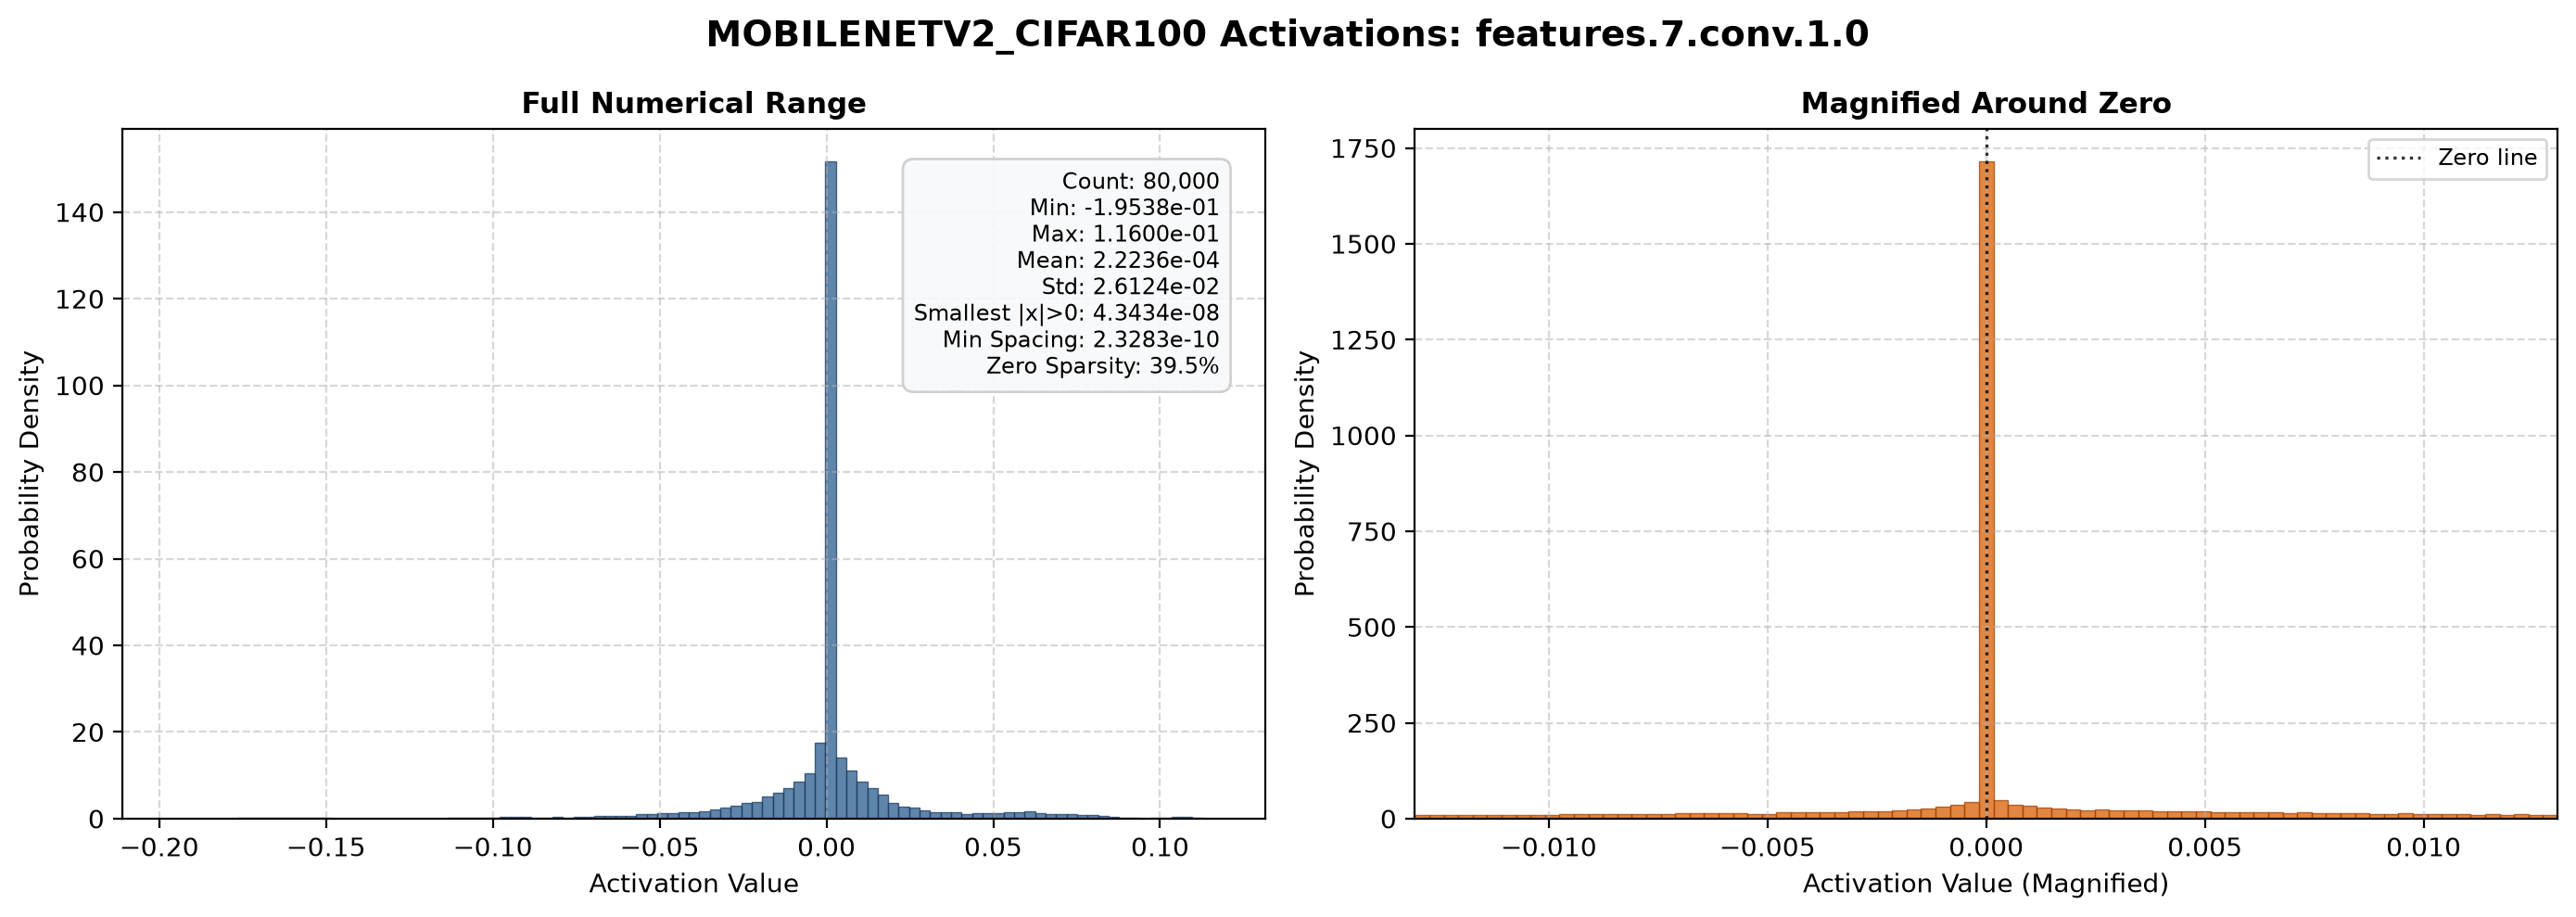 MOBILENETV2_CIFAR100 Activations: features.7.conv.1.0
Full Numerical Range
Probability Density
140
120
100
80
60
40
20
0
−0.20
−0.15
−0.10
−0.05
0.00
0.05
0.10
Activation Value
Count: 80,000
Min: -1.9538e-01
Max: 1.1600e-01
Mean: 2.2236e-04
Std: 2.6124e-02
Smallest |x|>0: 4.3434e-08
Min Spacing: 2.3283e-10
Zero Sparsity: 39.5%
Magnified Around Zero
Probability Density
1750
1500
1250
1000
750
500
250
0
−0.010
−0.005
0.000
0.005
0.010
Activation Value (Magnified)
Zero line